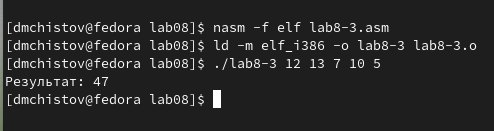 [dmchistov@fedora lab08]$ nasm -f elf lab8-3.asm
[dmchistov@fedora lab08]$ ld -m elf_i386 -o lab8-3 lab8-3.o
[dmchistov@fedora lab08]$ ./lab8-3 12 13 7 10 5
Результат: 47
[dmchistov@fedora lab08]$